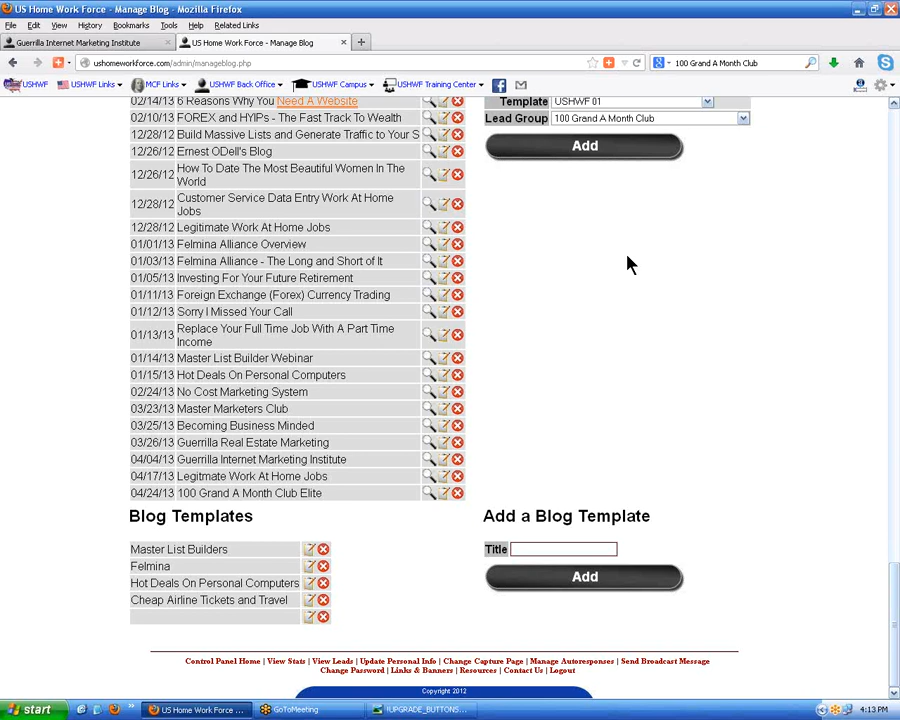 US Home Work Force - Manage Blog - Mozilla Firefox
File Edit View History Bookmarks Tools Help Related Links
Guerrilla Internet Marketing Institute
US Home Work Force - Manage Blog
ushomeworkforce.com/admin/manageblog.php
100 Grand A Month Club
USHWF USHWF Links MCF Links USHWF Back Office USHWF Campus USHWF Training Center
02/14/13 6 Reasons Why You Need A Website
02/10/13 FOREX and HYIPs - The Fast Track To Wealth
12/28/12 Build Massive Lists and Generate Traffic to Your S
12/26/12 Ernest ODell's Blog
12/26/12 How To Date The Most Beautiful Women In The
World
12/28/12 Customer Service Data Entry Work At Home
Jobs
12/28/12 Legitimate Work At Home Jobs
01/01/13 Felmina Alliance Overview
01/03/13 Felmina Alliance - The Long and Short of It
01/05/13 Investing For Your Future Retirement
01/11/13 Foreign Exchange (Forex) Currency Trading
01/12/13 Sorry I Missed Your Call
01/13/13 Replace Your Full Time Job With A Part Time
Income
01/14/13 Master List Builder Webinar
01/15/13 Hot Deals On Personal Computers
02/24/13 No Cost Marketing System
03/23/13 Master Marketers Club
03/25/13 Becoming Business Minded
03/26/13 Guerrilla Real Estate Marketing
04/04/13 Guerrilla Internet Marketing Institute
04/17/13 Legitmate Work At Home Jobs
04/24/13 100 Grand A Month Club Elite
Template USHWF 01
Lead Group 100 Grand A Month Club
Add
Blog Templates
Master List Builders
Felmina
Hot Deals On Personal Computers
Cheap Airline Tickets and Travel
Add a Blog Template
Title
Add
Control Panel Home | View Stats | View Leads | Update Personal Info | Change Capture Page | Manage Autoresponses | Send Broadcast Message
Change Password | Links & Banners | Resources | Contact Us | Logout
Copyright 2012
start
US Home Work Force ...
GoToMeeting
!UPGRADE_BUTTONS...
4:13 PM